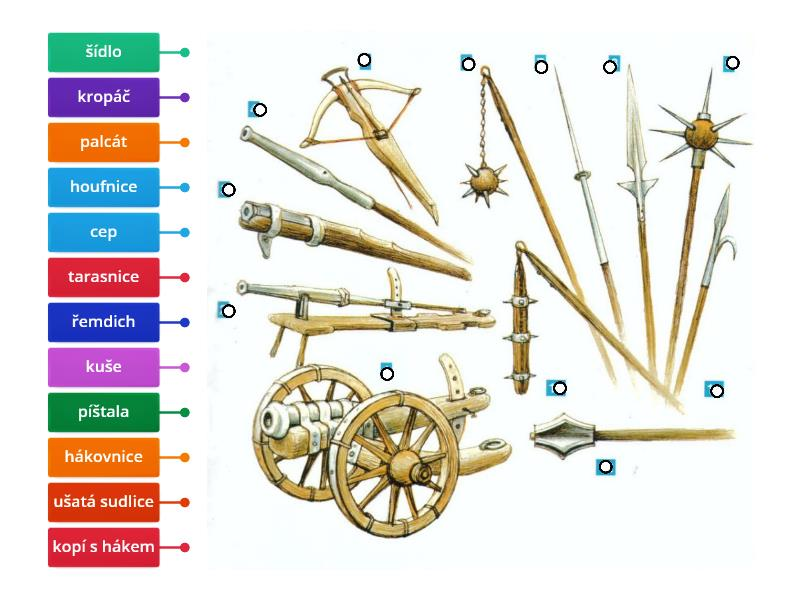 šídlo
kropáč
palcát
houfnice
cep
tarasnice
řemdich
kuše
píštala
hákovnice
ušatá sudlice
kopí s hákem